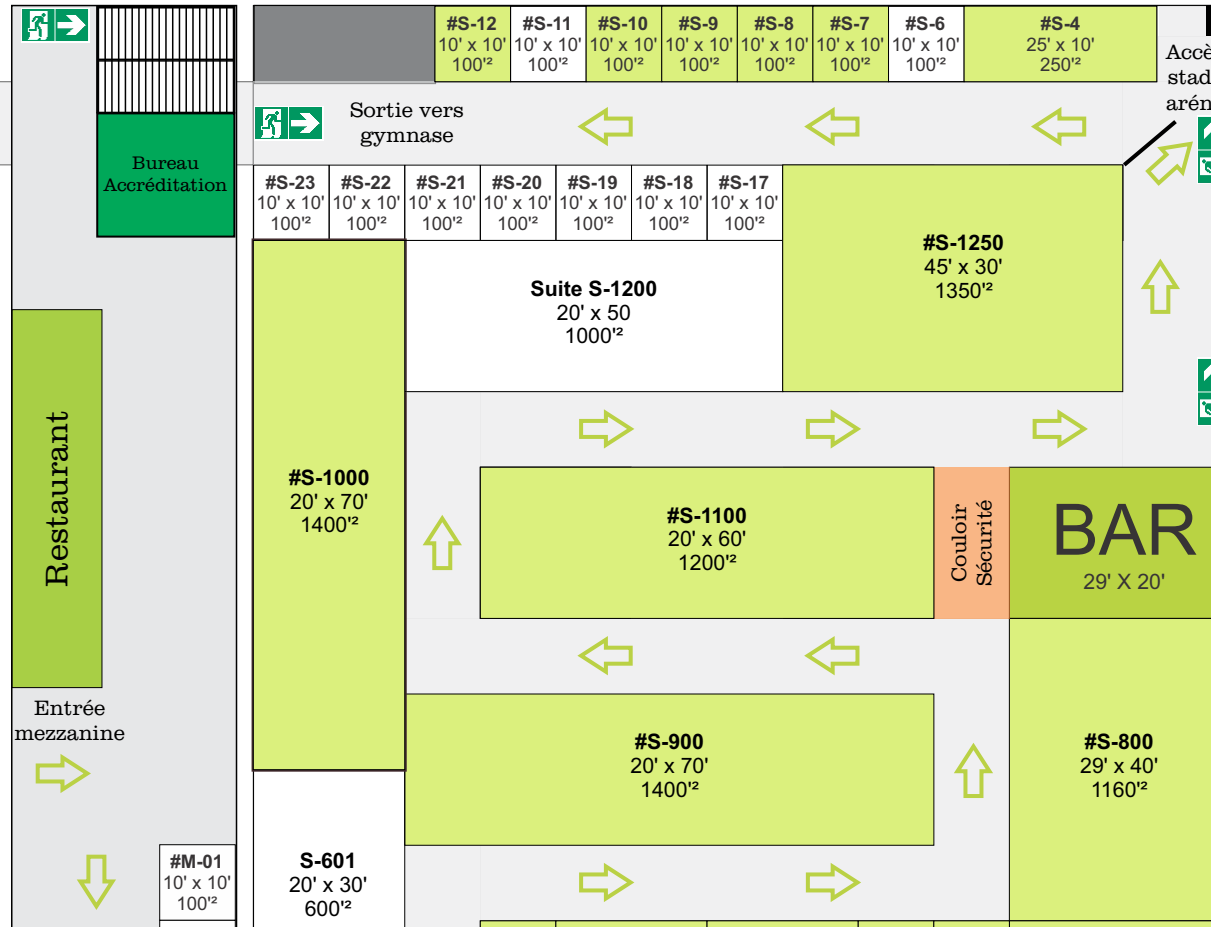 #S-12
10' x 10'
100'²
#S-11
10' x 10'
100'²
#S-10
10' x 10'
100'²
#S-9
10' x 10'
100'²
#S-8
10' x 10'
100'²
#S-7
10' x 10'
100'²
#S-6
10' x 10'
100'²
#S-4
25' x 10'
250'²
Sortie vers
gymnase
Bureau
Accréditation
#S-23
10' x 10'
100'²
#S-22
10' x 10'
100'²
#S-21
10' x 10'
100'²
#S-20
10' x 10'
100'²
#S-19
10' x 10'
100'²
#S-18
10' x 10'
100'²
#S-17
10' x 10'
100'²
#S-1250
45' x 30'
1350'²
Suite S-1200
20' x 50
1000'²
Restaurant
#S-1000
20' x 70'
1400'²
#S-1100
20' x 60'
1200'²
Couloir
Sécurité
BAR
29' X 20'
Entrée
mezzanine
#S-900
20' x 70'
1400'²
#S-800
29' x 40'
1160'²
#M-01
10' x 10'
100'²
S-601
20' x 30'
600'²